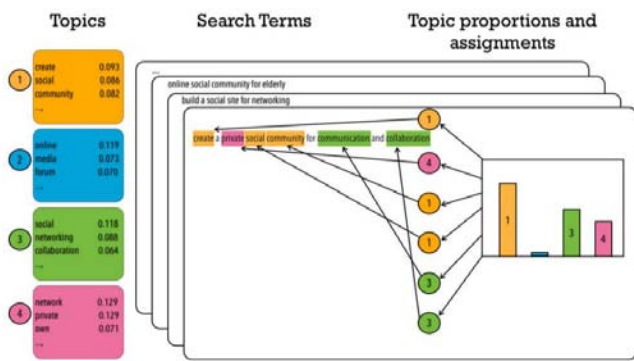 Topics
Search Terms
Topic proportions and
assignments
1
create 0.093
social 0.086
community 0.082
...
2
online 0.119
media 0.073
forum 0.070
...
3
social 0.118
networking 0.088
collaboration 0.064
...
4
network 0.129
private 0.129
own 0.071
...
...
online social community for elderly
build a social site for networking
create a private social community for communication and collaboration
1
4
1
1
3
3
1
3
4